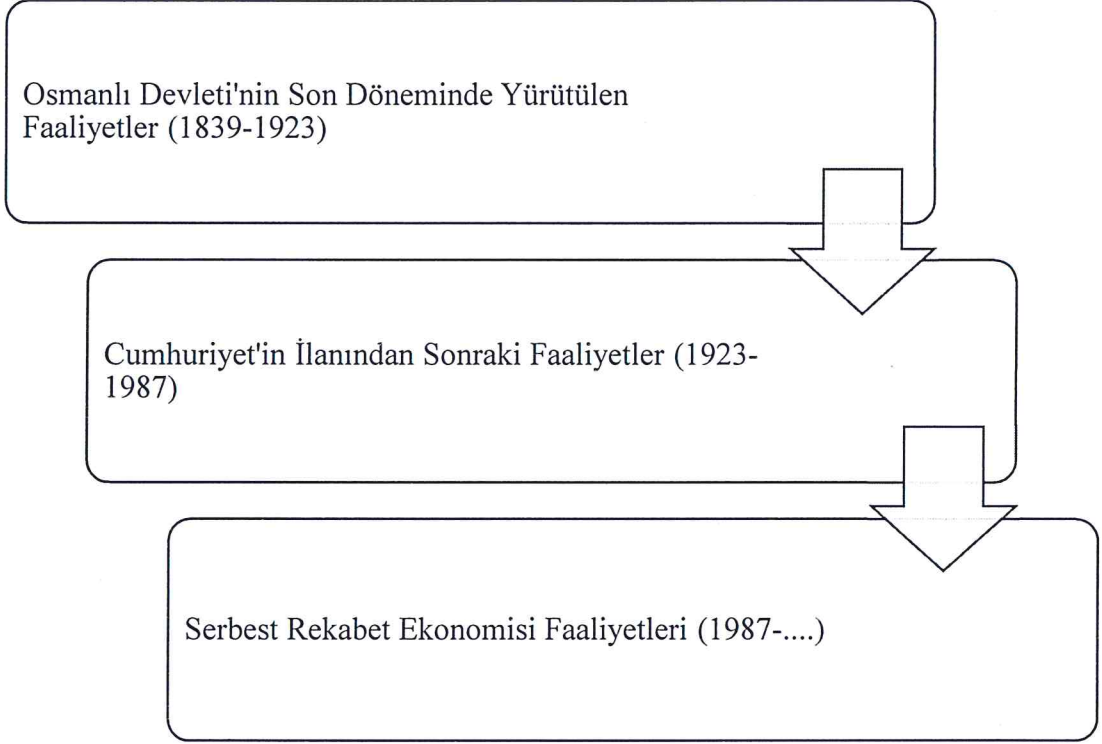 Osmanlı Devleti'nin Son Döneminde Yürütülen
Faaliyetler (1839-1923)
Cumhuriyet'in İlanından Sonraki Faaliyetler (1923-
1987)
Serbest Rekabet Ekonomisi Faaliyetleri (1987-....)